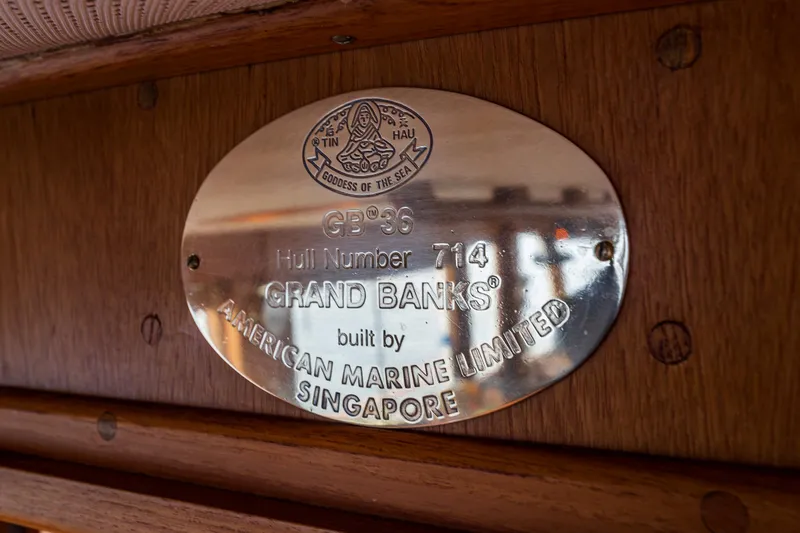 TIN HAU
GODDESS OF THE SEA
GB™36
Hull Number 714
GRAND BANKS®
built by
AMERICAN MARINE LIMITED
SINGAPORE